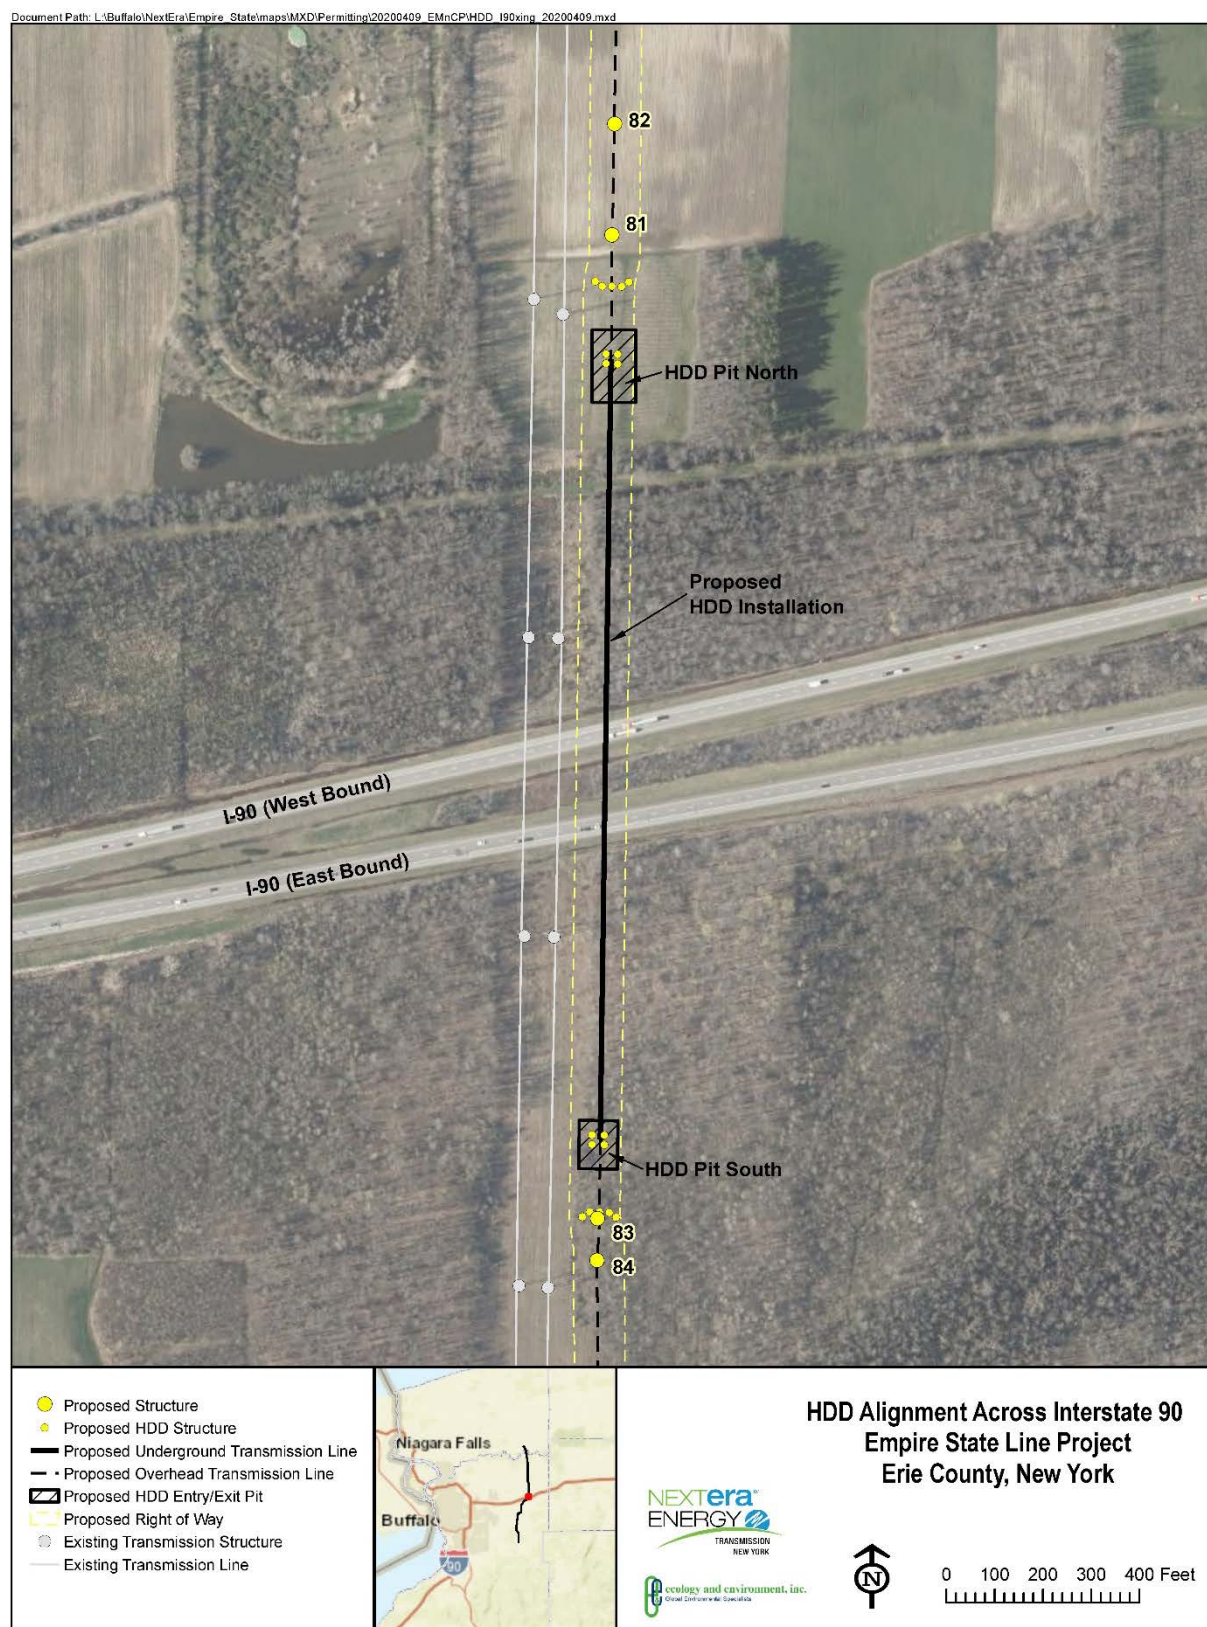 Document Path: L:\Buffalo\NextEra\Empire_State\maps\MXD\Permitting\20200409_EMnCP\HDD_I90xing_20200409.mxd
82
81
HDD Pit North
Proposed
HDD Installation
I-90 (West Bound)
I-90 (East Bound)
HDD Pit South
83
84
Proposed Structure
Proposed HDD Structure
Proposed Underground Transmission Line
Proposed Overhead Transmission Line
Proposed HDD Entry/Exit Pit
Proposed Right of Way
Existing Transmission Structure
Existing Transmission Line
Niagara Falls
Buffalo
90
HDD Alignment Across Interstate 90
Empire State Line Project
Erie County, New York
NEXTera
ENERGY
TRANSMISSION
NEW YORK
ecology and environment, inc.
Global Environmental Specialists
N
0 100 200 300 400 Feet